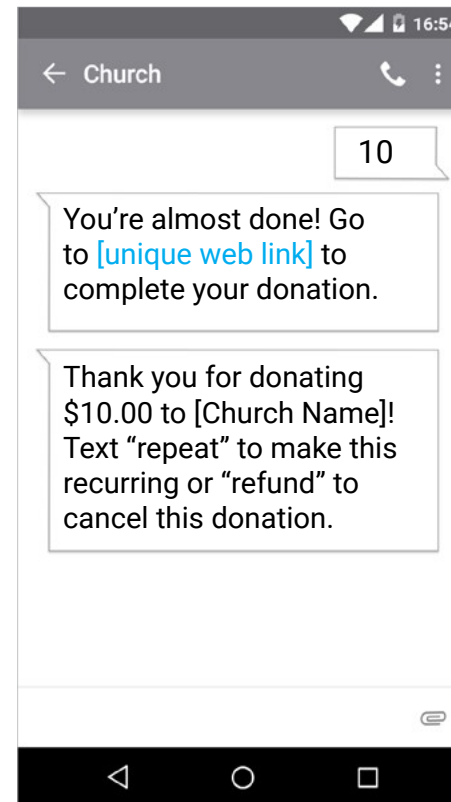 16:54
Church
10
You’re almost done! Go
to [unique web link] to
complete your donation.
Thank you for donating
$10.00 to [Church Name]!
Text “repeat” to make this
recurring or “refund” to
cancel this donation.